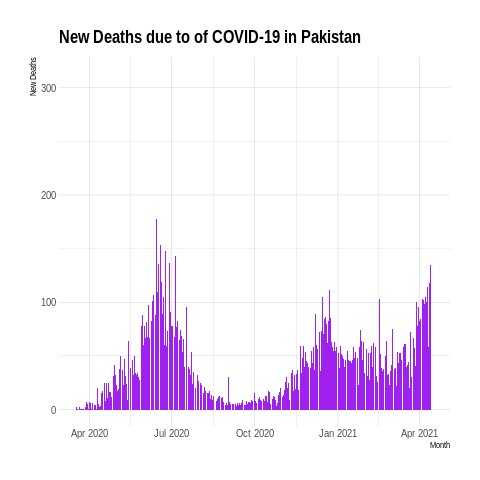 New Deaths due to of COVID-19 in Pakistan
New Deaths
300
200
100
0
Apr 2020 Jul 2020 Oct 2020 Jan 2021 Apr 2021
Month